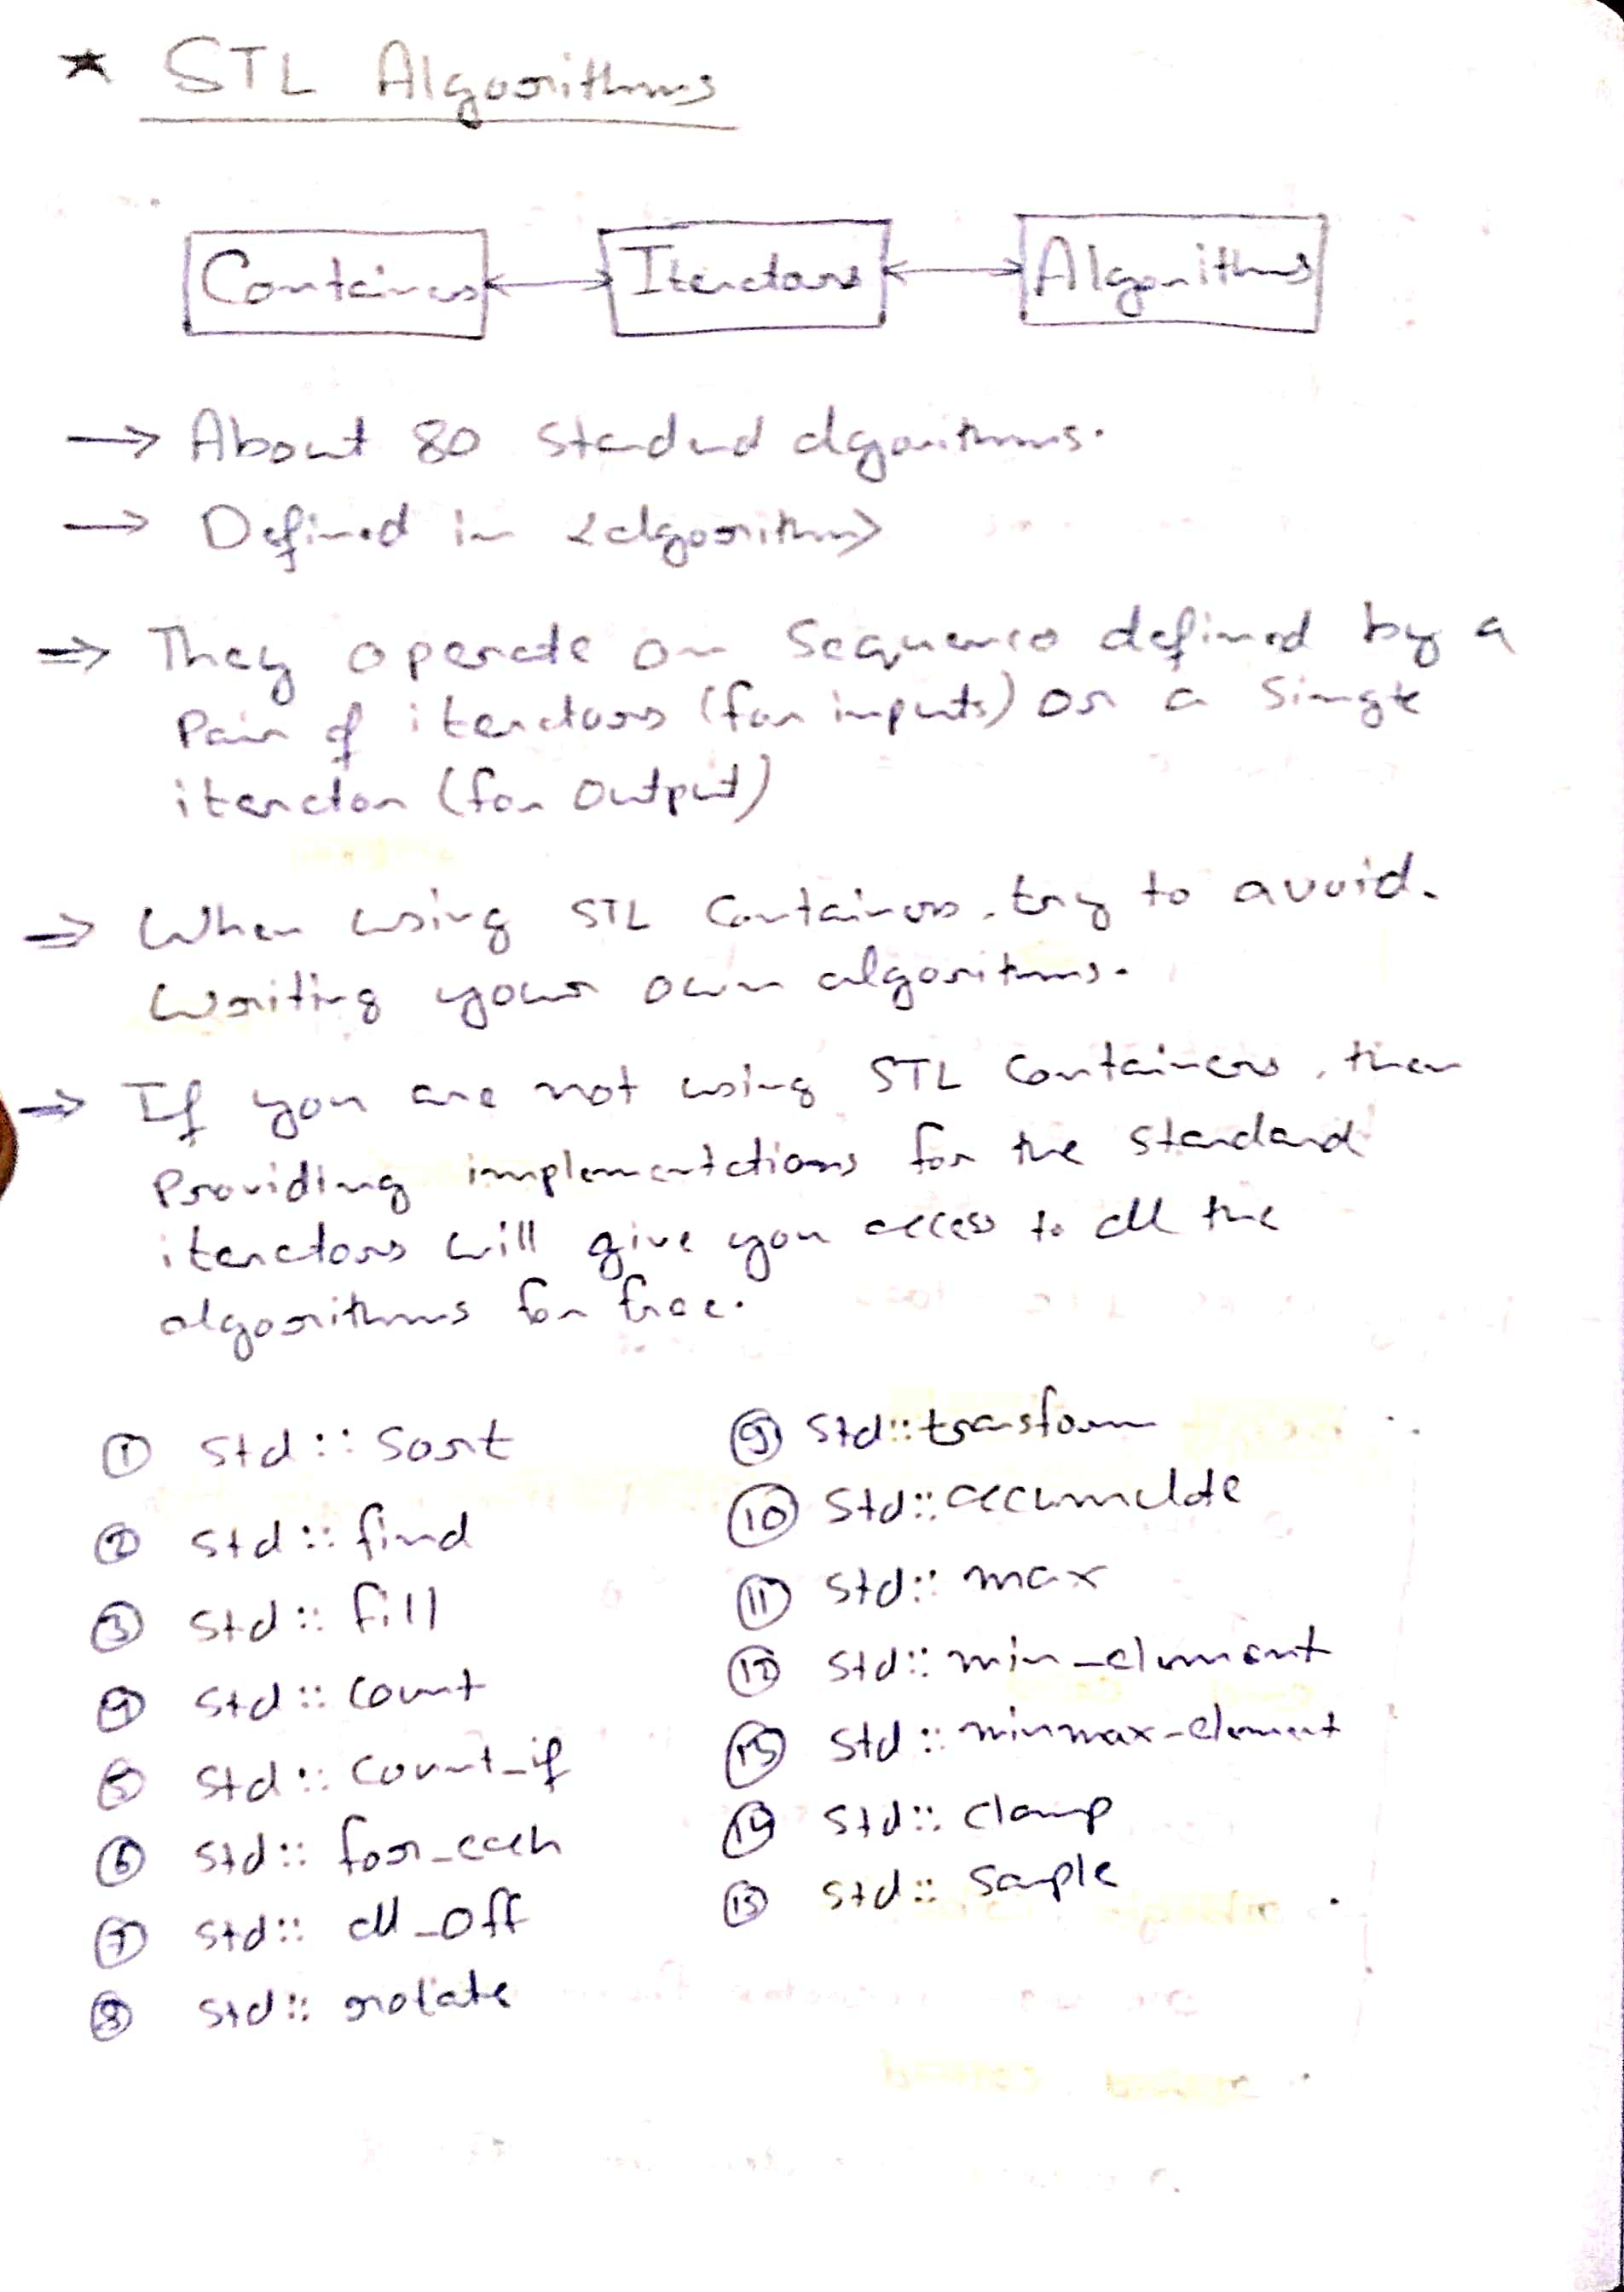 ★ STL Algorithms
Containers ↔ Iterators ↔ Algorithms
→ About 80 standard algorithms.
→ Defined in <algorithm>
⇒ They operate on Sequence defined by a
Pair of iterators (for inputs) or a Single
iterator (for output)
⇒ When using STL Containers, try to avoid.
Writing your own algorithms.
⇒ If you are not using STL Containers, then
Providing implementations for the standard
iterators will give you access to all the
algorithms for free.
① std::sort
② std::find
③ std::fill
④ std::count
⑤ std::count_if
⑥ std::for_each
⑦ std::all_off
⑧ std::rotate
⑨ std::transform
⑩ std::accumulate
⑪ std::max
⑫ std::min_element
⑬ std::minmax-element
⑭ std::clamp
⑮ std::sample